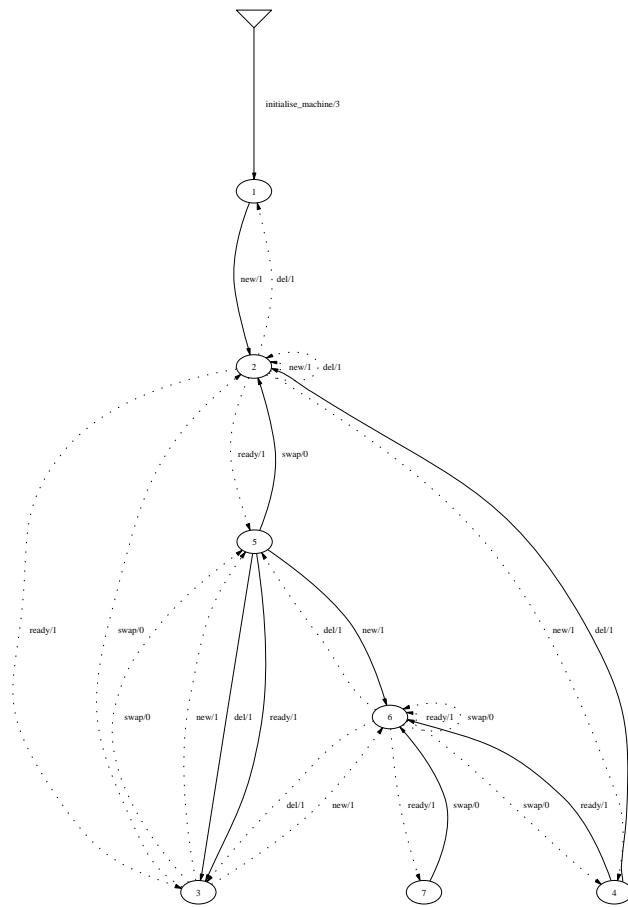 initialise_machine/3
1
new/1 del/1
2 new/1 del/1
ready/1 swap/0
5
ready/1 swap/0 del/1 new/1 new/1 del/1
swap/0 new/1 del/1 ready/1 6 ready/1 swap/0
del/1 new/1 ready/1 swap/0 swap/0 ready/1
3 7 4